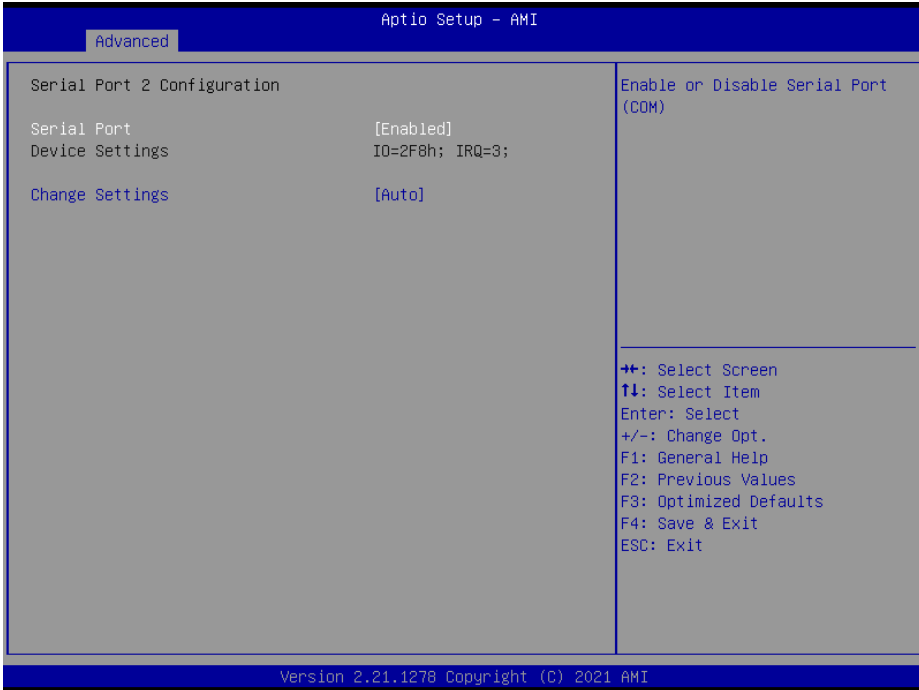 Aptio Setup – AMI
Advanced
Serial Port 2 Configuration
Serial Port [Enabled]
Device Settings IO=2F8h; IRQ=3;
Change Settings [Auto]
Enable or Disable Serial Port
(COM)
→←: Select Screen
↑↓: Select Item
Enter: Select
+/-: Change Opt.
F1: General Help
F2: Previous Values
F3: Optimized Defaults
F4: Save & Exit
ESC: Exit
Version 2.21.1278 Copyright (C) 2021 AMI